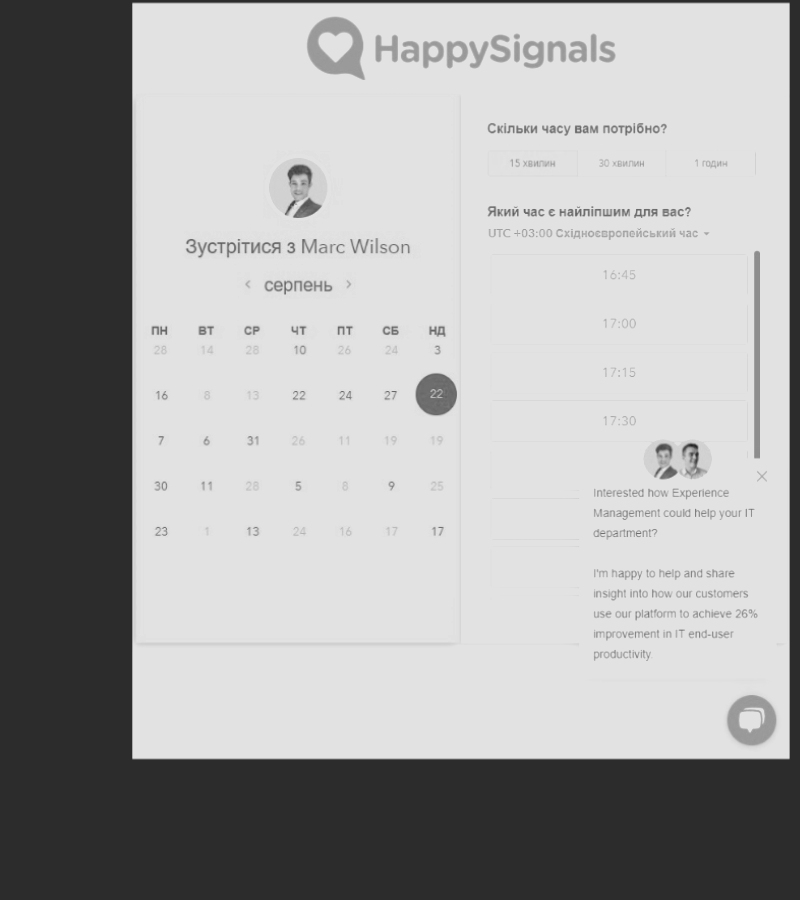 HappySignals
Зустрітися з Marc Wilson
серпень
ПН ВТ СР ЧТ ПТ СБ НД
28 14 28 10 26 24 3
16 8 13 22 24 27 22
7 6 31 26 11 19 19
30 11 28 5 8 9 25
23 1 13 24 16 17 17
Скільки часу вам потрібно?
15 хвилин 30 хвилин 1 годин
Який час є найліпшим для вас?
UTC +03:00 Східноєвропейський час
16:45
17:00
17:15
17:30
Interested how Experience
Management could help your IT
department?
I'm happy to help and share
insight into how our customers
use our platform to achieve 26%
improvement in IT end-user
productivity.